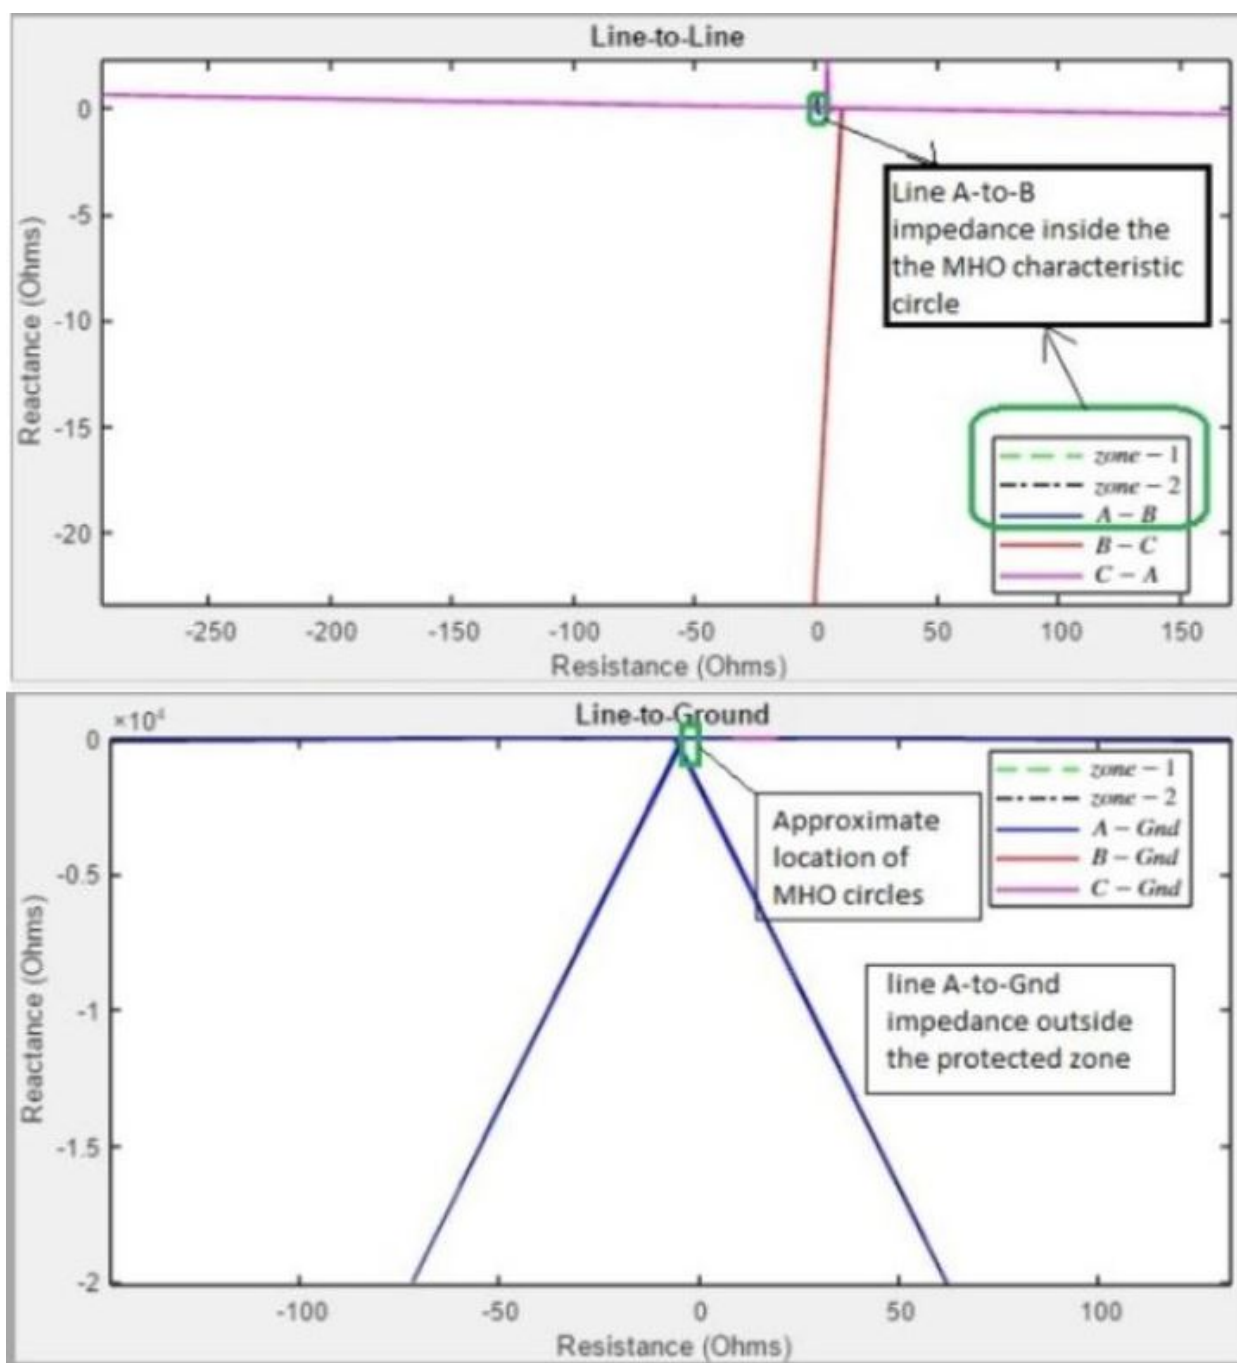 Line-to-Line
0
-5
-10
-15
-20
Reactance (Ohms)
Line A-to-B
impedance inside the
the MHO characteristic
circle
zone - 1
zone - 2
A - B
B - C
C - A
-250 -200 -150 -100 -50 0 50 100 150
Resistance (Ohms)
Line-to-Ground
×10⁴
0
-0.5
-1
-1.5
-2
Reactance (Ohms)
zone - 1
zone - 2
A - Gnd
B - Gnd
C - Gnd
Approximate
location of
MHO circles
line A-to-Gnd
impedance outside
the protected zone
-100 -50 0 50 100
Resistance (Ohms)